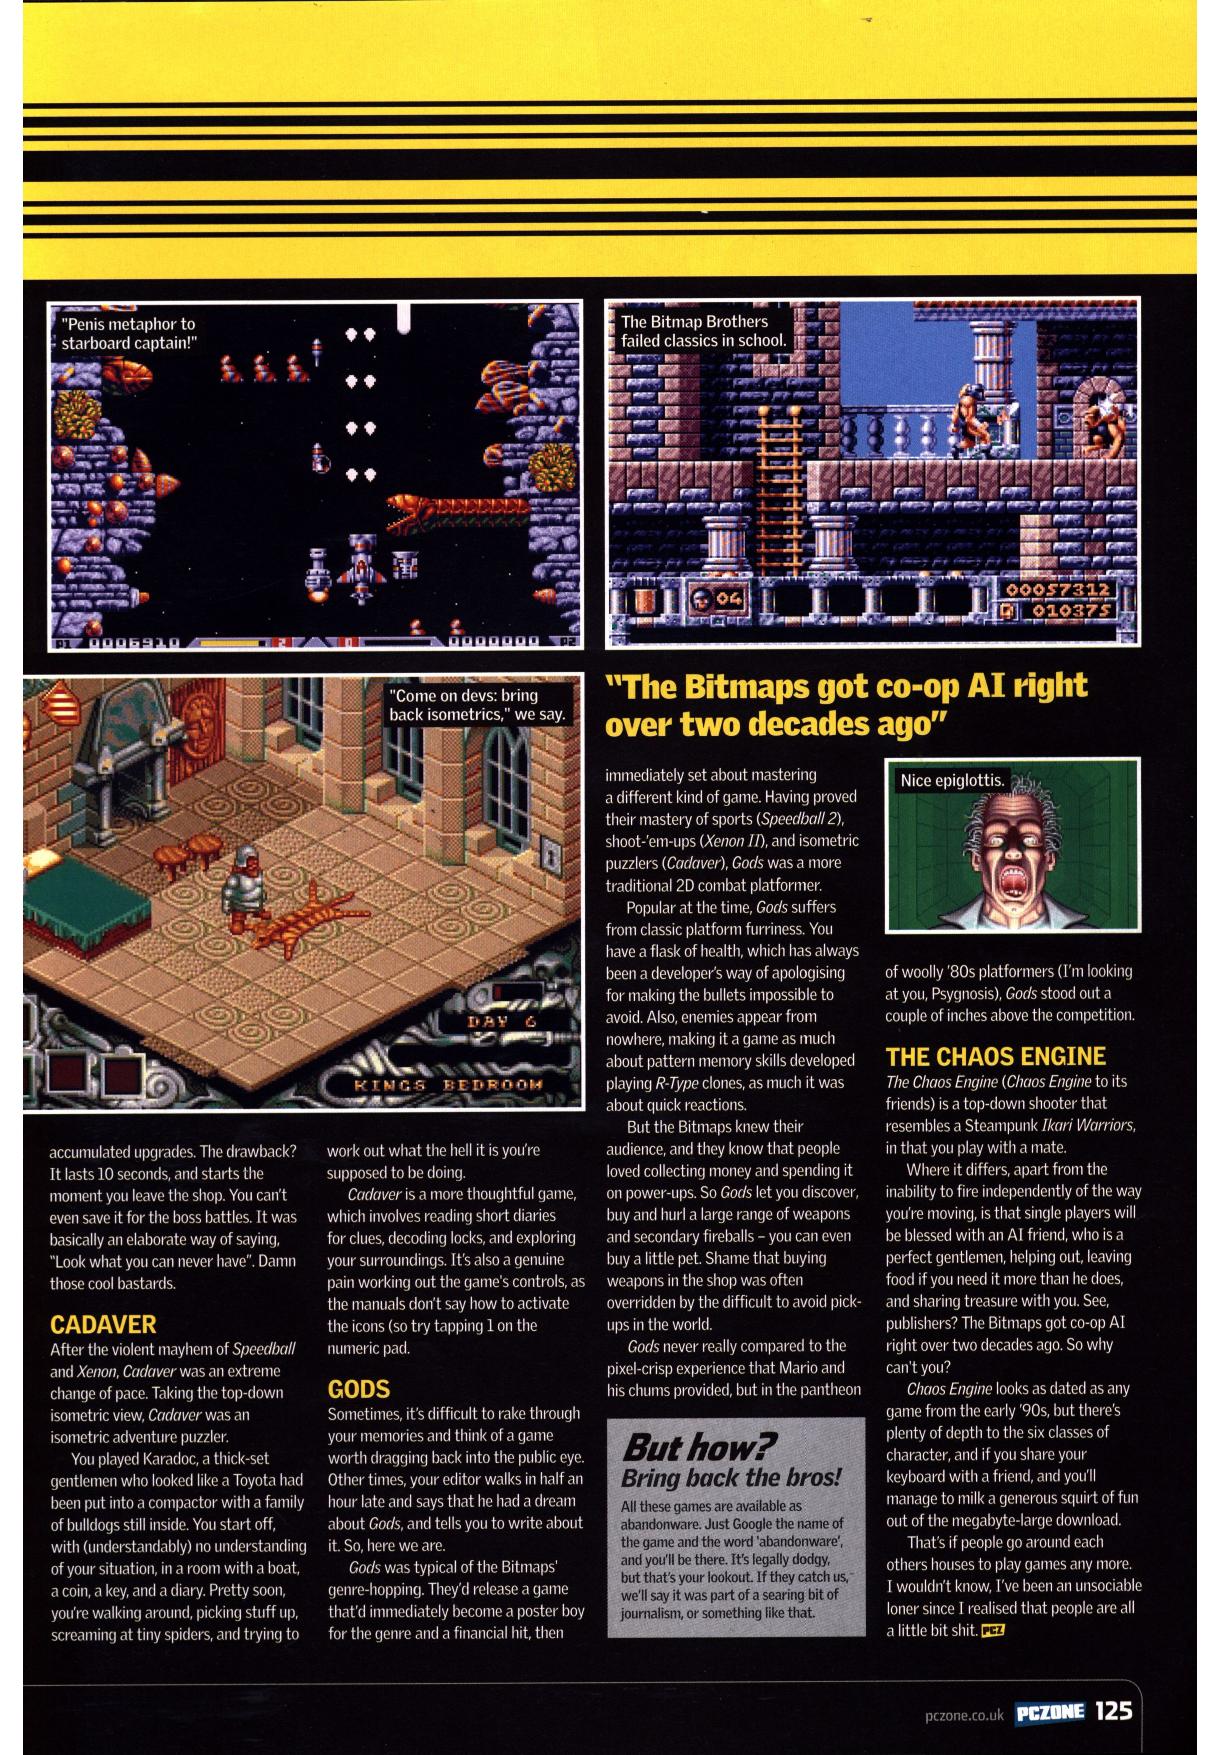 "Penis metaphor to
starboard captain!"
P1 0006910 2 0 0000000 P2
The Bitmap Brothers
failed classics in school.
04
00057312
010375
"Come on devs: bring
back isometrics," we say.
DAY 6
KINGS BEDROOM
"The Bitmaps got co-op AI right
over two decades ago"
accumulated upgrades. The drawback?
It lasts 10 seconds, and starts the
moment you leave the shop. You can't
even save it for the boss battles. It was
basically an elaborate way of saying,
"Look what you can never have". Damn
those cool bastards.
CADAVER
After the violent mayhem of Speedball
and Xenon, Cadaver was an extreme
change of pace. Taking the top-down
isometric view, Cadaver was an
isometric adventure puzzler.
You played Karadoc, a thick-set
gentlemen who looked like a Toyota had
been put into a compactor with a family
of bulldogs still inside. You start off,
with (understandably) no understanding
of your situation, in a room with a boat,
a coin, a key, and a diary. Pretty soon,
you're walking around, picking stuff up,
screaming at tiny spiders, and trying to
work out what the hell it is you're
supposed to be doing.
Cadaver is a more thoughtful game,
which involves reading short diaries
for clues, decoding locks, and exploring
your surroundings. It's also a genuine
pain working out the game's controls, as
the manuals don't say how to activate
the icons (so try tapping 1 on the
numeric pad.
GODS
Sometimes, it's difficult to rake through
your memories and think of a game
worth dragging back into the public eye.
Other times, your editor walks in half an
hour late and says that he had a dream
about Gods, and tells you to write about
it. So, here we are.
Gods was typical of the Bitmaps'
genre-hopping. They'd release a game
that'd immediately become a poster boy
for the genre and a financial hit, then
immediately set about mastering
a different kind of game. Having proved
their mastery of sports (Speedball 2),
shoot-'em-ups (Xenon II), and isometric
puzzlers (Cadaver), Gods was a more
traditional 2D combat platformer.
Popular at the time, Gods suffers
from classic platform furriness. You
have a flask of health, which has always
been a developer's way of apologising
for making the bullets impossible to
avoid. Also, enemies appear from
nowhere, making it a game as much
about pattern memory skills developed
playing R-Type clones, as much it was
about quick reactions.
But the Bitmaps knew their
audience, and they know that people
loved collecting money and spending it
on power-ups. So Gods let you discover,
buy and hurl a large range of weapons
and secondary fireballs – you can even
buy a little pet. Shame that buying
weapons in the shop was often
overridden by the difficult to avoid pick-
ups in the world.
Gods never really compared to the
pixel-crisp experience that Mario and
his chums provided, but in the pantheon
But how?
Bring back the bros!
All these games are available as
abandonware. Just Google the name of
the game and the word 'abandonware',
and you'll be there. It's legally dodgy,
but that's your lookout. If they catch us,
we'll say it was part of a searing bit of
journalism, or something like that.
Nice epiglottis.
of woolly '80s platformers (I'm looking
at you, Psygnosis), Gods stood out a
couple of inches above the competition.
THE CHAOS ENGINE
The Chaos Engine (Chaos Engine to its
friends) is a top-down shooter that
resembles a Steampunk Ikari Warriors,
in that you play with a mate.
Where it differs, apart from the
inability to fire independently of the way
you're moving, is that single players will
be blessed with an AI friend, who is a
perfect gentlemen, helping out, leaving
food if you need it more than he does,
and sharing treasure with you. See,
publishers? The Bitmaps got co-op AI
right over two decades ago. So why
can't you?
Chaos Engine looks as dated as any
game from the early '90s, but there's
plenty of depth to the six classes of
character, and if you share your
keyboard with a friend, and you'll
manage to milk a generous squirt of fun
out of the megabyte-large download.
That's if people go around each
others houses to play games any more.
I wouldn't know, I've been an unsociable
loner since I realised that people are all
a little bit shit. PCZ
pczone.co.uk PCZONE 125